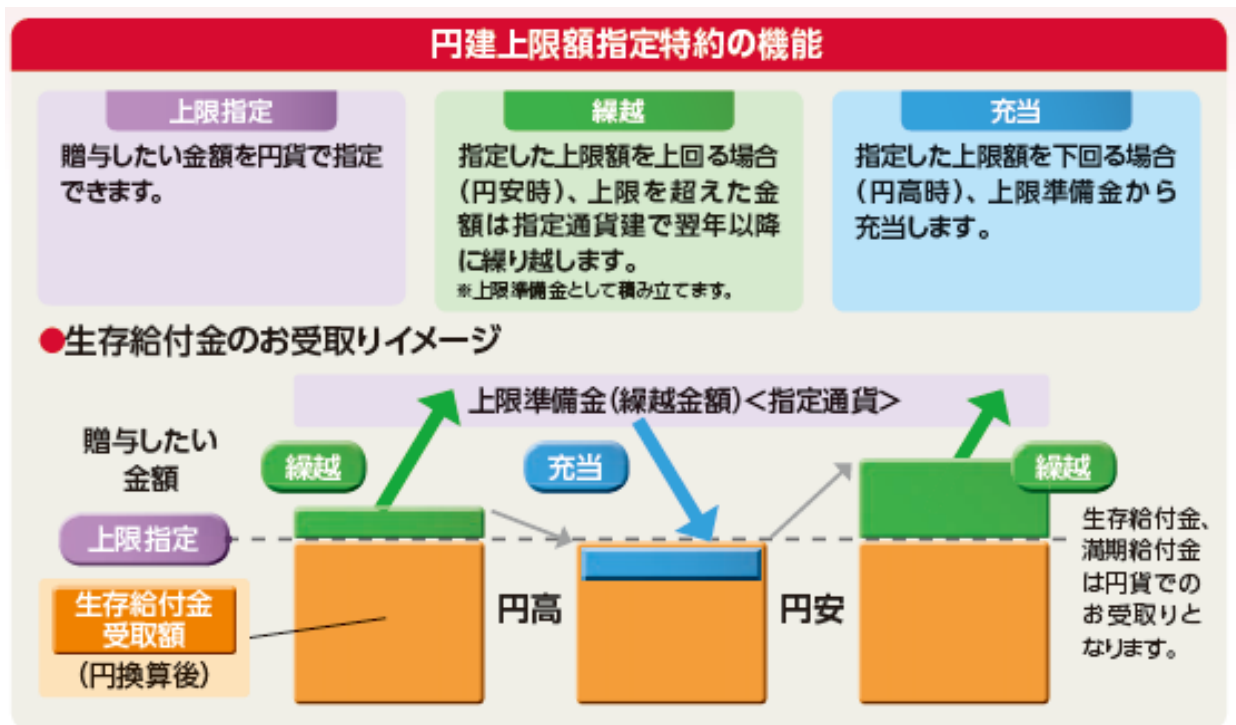 円建上限額指定特約の機能
上限指定
贈与したい金額を円貨で指定
できます。
繰越
指定した上限額を上回る場合
(円安時)、上限を超えた金
額は指定通貨建で翌年以降
に繰り越します。
※上限準備金として積み立てます。
充当
指定した上限額を下回る場合
(円高時)、上限準備金から
充当します。
●生存給付金のお受取りイメージ
上限準備金(繰越金額)<指定通貨>
贈与したい
金額
繰越
充当
繰越
上限指定
生存給付金
受取額
(円換算後)
円高
円安
生存給付金、
満期給付金
は円貨での
お受取りと
なります。